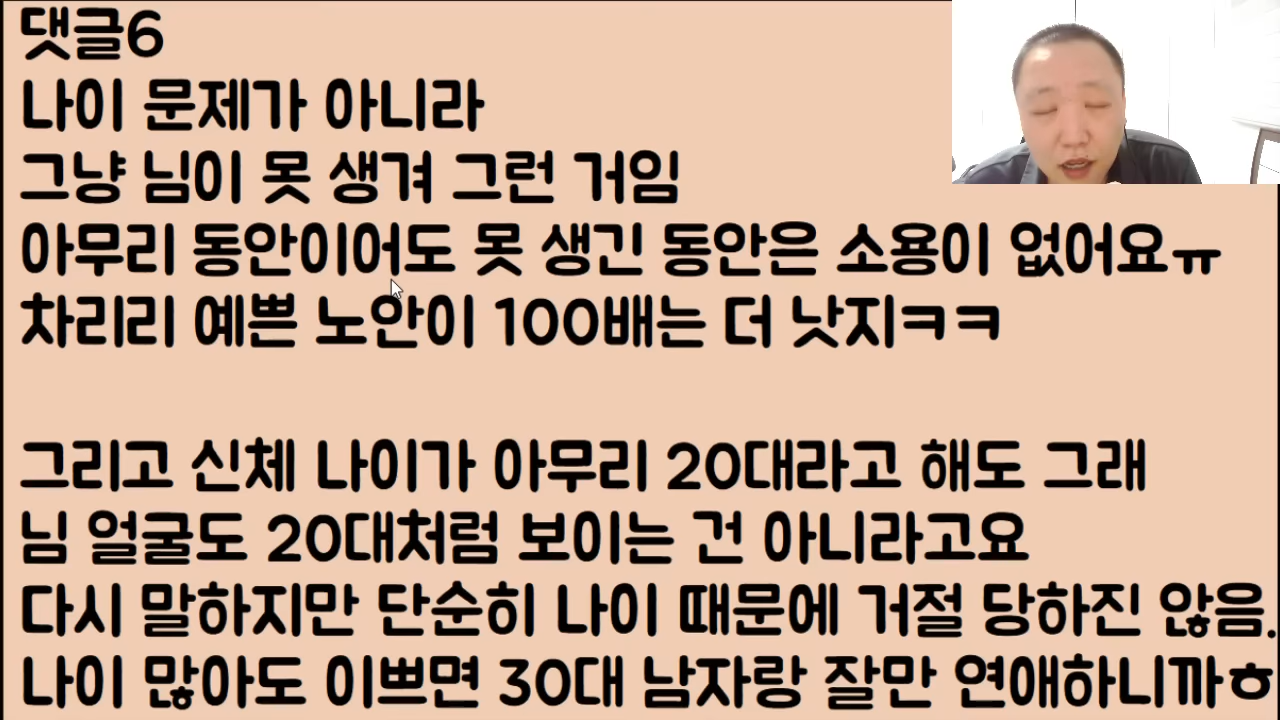 댓글6
나이 문제가 아니라
그냥 님이 못 생겨 그런 거임
아무리 동안이어도 못 생긴 동안은 소용이 없어요ㅠ
차리리 예쁜 노안이 100배는 더 낫지ㅋㅋ
그리고 신체 나이가 아무리 20대라고 해도 그래
님 얼굴도 20대처럼 보이는 건 아니라고요
다시 말하지만 단순히 나이 때문에 거절 당하진 않음.
나이 많아도 이쁘면 30대 남자랑 잘만 연애하니까ㅎ